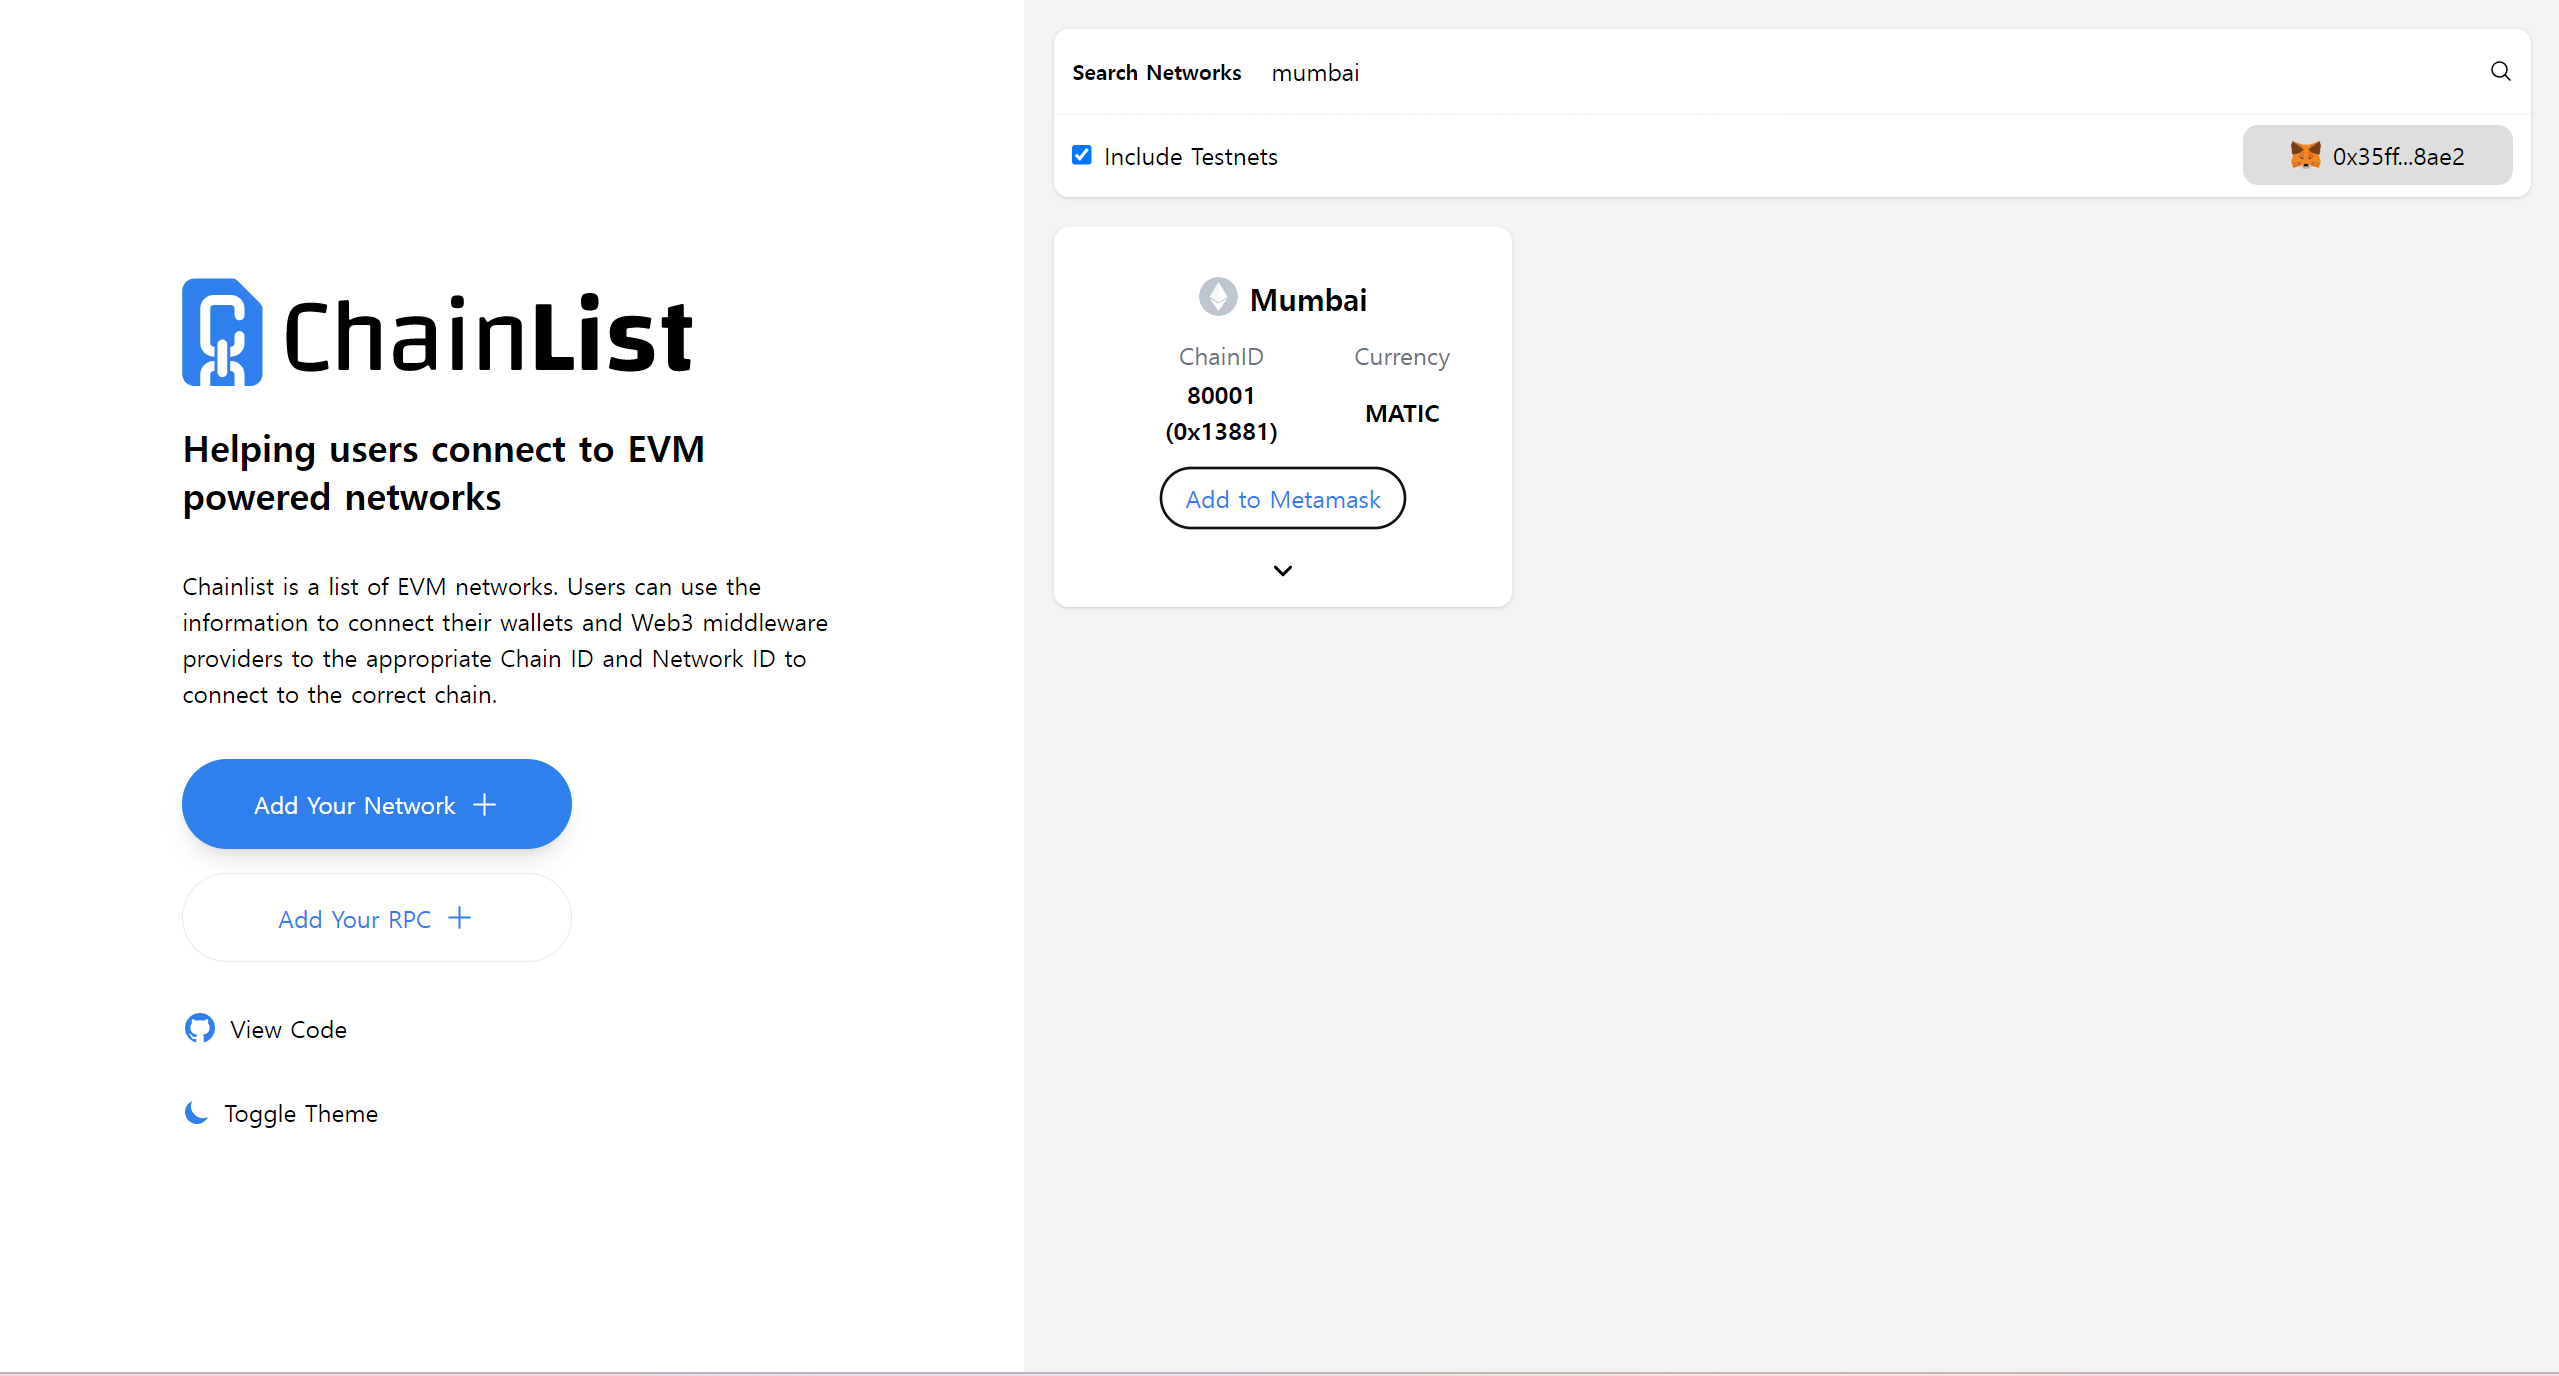 ChainList
Helping users connect to EVM
powered networks
Chainlist is a list of EVM networks. Users can use the
information to connect their wallets and Web3 middleware
providers to the appropriate Chain ID and Network ID to
connect to the correct chain.
Add Your Network
Add Your RPC
View Code
Toggle Theme
Search Networks mumbai
Include Testnets
0x35ff...8ae2
Mumbai
ChainID Currency
80001
(0x13881)
MATIC
Add to Metamask